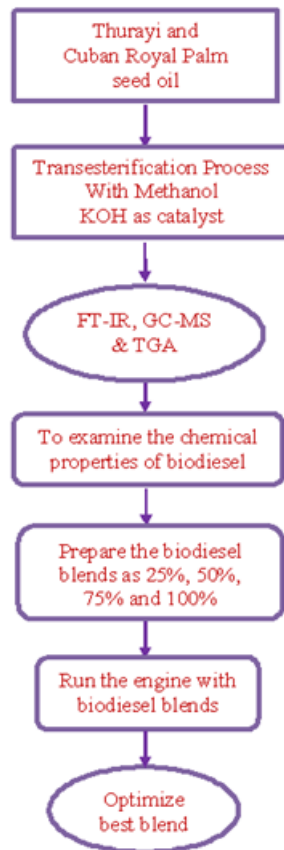 Thurayi and
Cuban Royal Palm
seed oil
Transesterification Process
With Methanol
KOH as catalyst
FT-IR, GC-MS
& TGA
To examine the chemical
properties of biodiesel
Prepare the biodiesel
blends as 25%, 50%,
75% and 100%
Run the engine with
biodiesel blends
Optimize
best blend